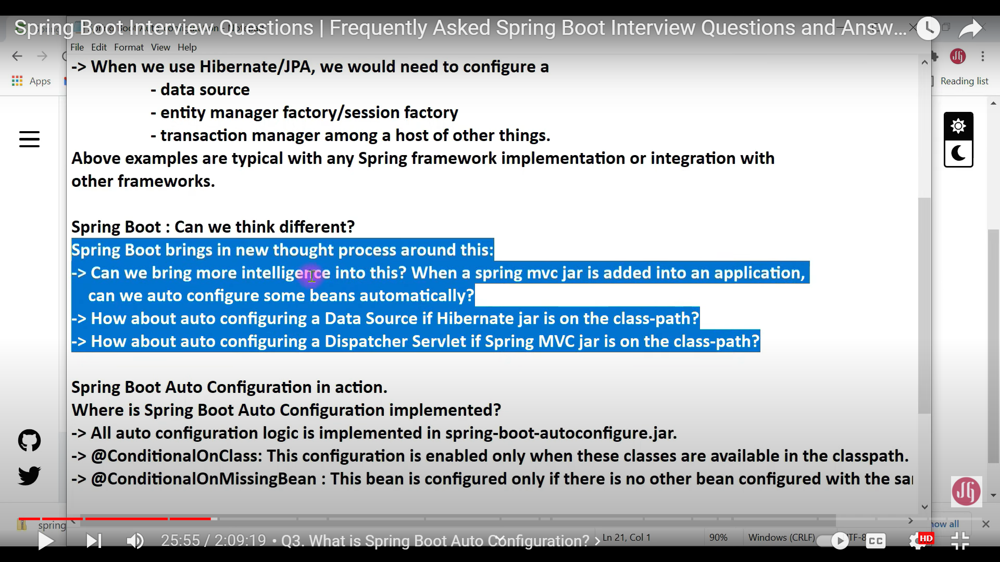 Spring Boot Interview Questions | Frequently Asked Spring Boot Interview Questions and Answ...
File Edit Format View Help
Apps
Reading list
-> When we use Hibernate/JPA, we would need to configure a
- data source
- entity manager factory/session factory
- transaction manager among a host of other things.
Above examples are typical with any Spring framework implementation or integration with
other frameworks.
Spring Boot : Can we think different?
Spring Boot brings in new thought process around this:
-> Can we bring more intelligence into this? When a spring mvc jar is added into an application,
can we auto configure some beans automatically?
-> How about auto configuring a Data Source if Hibernate jar is on the class-path?
-> How about auto configuring a Dispatcher Servlet if Spring MVC jar is on the class-path?
Spring Boot Auto Configuration in action.
Where is Spring Boot Auto Configuration implemented?
-> All auto configuration logic is implemented in spring-boot-autoconfigure.jar.
-> @ConditionalOnClass: This configuration is enabled only when these classes are available in the classpath.
-> @ConditionalOnMissingBean : This bean is configured only if there is no other bean configured with the
JG
spring
all
25:55 / 2:09:19 • Q3. What is Spring Boot Auto Configuration?
Ln 21, Col 1
90%
Windows (CRLF)
CC
HD